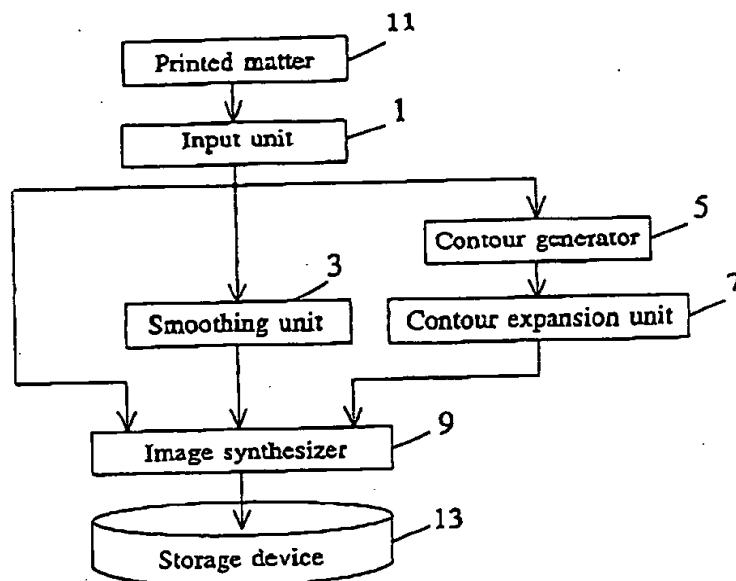 11
Printed matter
1
Input unit
5
Contour generator
3
7
Smoothing unit
Contour expansion unit
9
Image synthesizer
13
Storage device